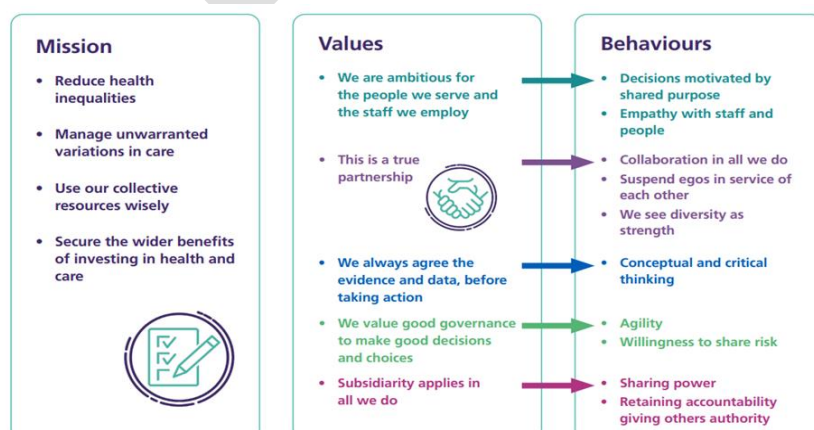 Mission
• Reduce health
inequalities
• Manage unwarranted
variations in care
• Use our collective
resources wisely
• Secure the wider benefits
of investing in health and
care
Values
• We are ambitious for
the people we serve and
the staff we employ
• This is a true
partnership
• We always agree the
evidence and data, before
taking action
• We value good governance
to make good decisions
and choices
• Subsidiarity applies in
all we do
Behaviours
• Decisions motivated by
shared purpose
• Empathy with staff and
people
• Collaboration in all we do
• Suspend egos in service of
each other
• We see diversity as
strength
• Conceptual and critical
thinking
• Agility
• Willingness to share risk
• Sharing power
• Retaining accountability
giving others authority